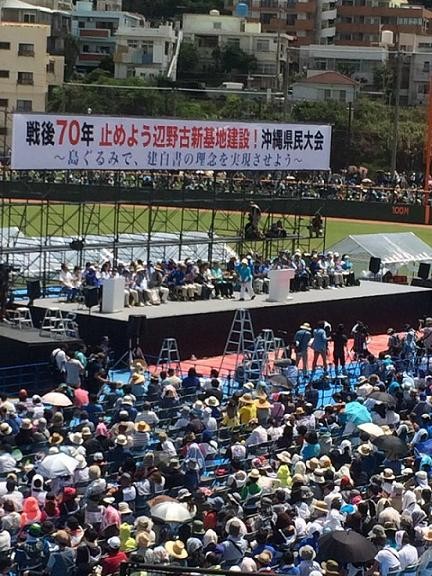 戦後70年 止めよう辺野古新基地建設！沖縄県民大会
～島ぐるみで、建白書の理念を実現させよう～
100M